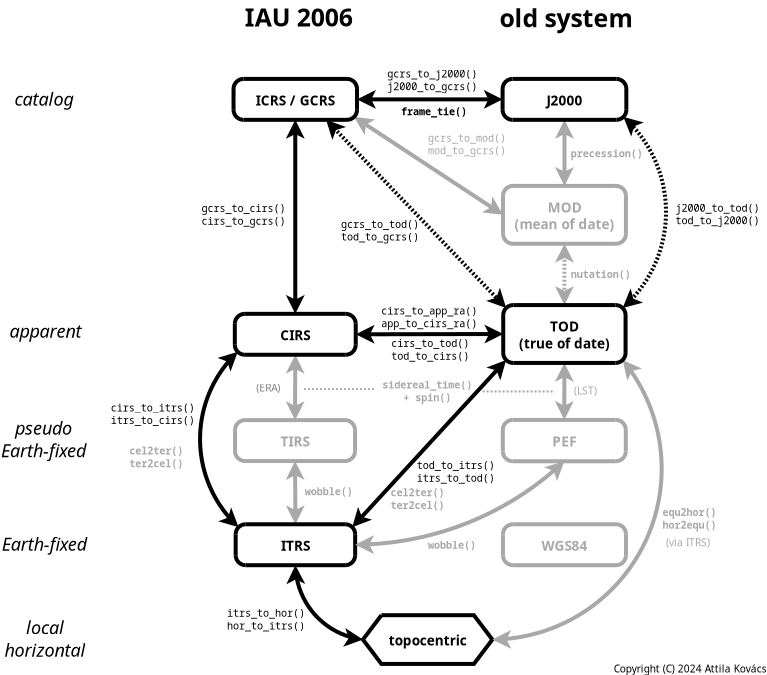 IAU 2006
old system
catalog
ICRS / GCRS
gcrs_to_j2000()
j2000_to_gcrs()
frame_tie()
J2000
gcrs_to_mod()
mod_to_gcrs()
precession()
MOD
(mean of date)
gcrs_to_cirs()
cirs_to_gcrs()
gcrs_to_tod()
tod_to_gcrs()
j2000_to_tod()
tod_to_j2000()
nutation()
apparent
CIRS
cirs_to_app_ra()
app_to_cirs_ra()
cirs_to_tod()
tod_to_cirs()
TOD
(true of date)
(ERA)
sidereal_time()
+ spin()
(LST)
pseudo
Earth-fixed
cirs_to_itrs()
itrs_to_cirs()
cel2ter()
ter2cel()
TIRS
PEF
tod_to_itrs()
itrs_to_tod()
cel2ter()
ter2cel()
wobble()
wobble()
equ2hor()
hor2equ()
(via ITRS)
Earth-fixed
ITRS
WGS84
itrs_to_hor()
hor_to_itrs()
local
horizontal
topocentric
Copyright (C) 2024 Attila Kovács